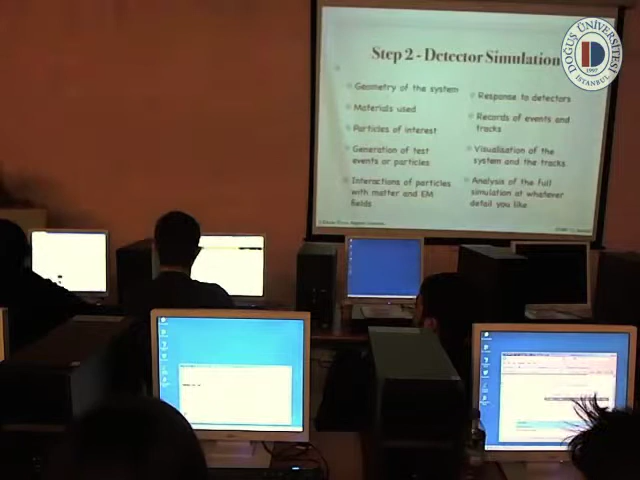 Step 2 - Detector Simulation
Geometry of the system
Materials used
Particles of interest
Generation of test
events or particles
Interactions of particles
with matter and EM
fields
Response to detectors
Records of events and
tracks
Visualisation of the
system and the tracks
Analysis of the full
simulation at whatever
detail you like
DOĞUŞ ÜNİVERSİTESİ
1997
İSTANBUL